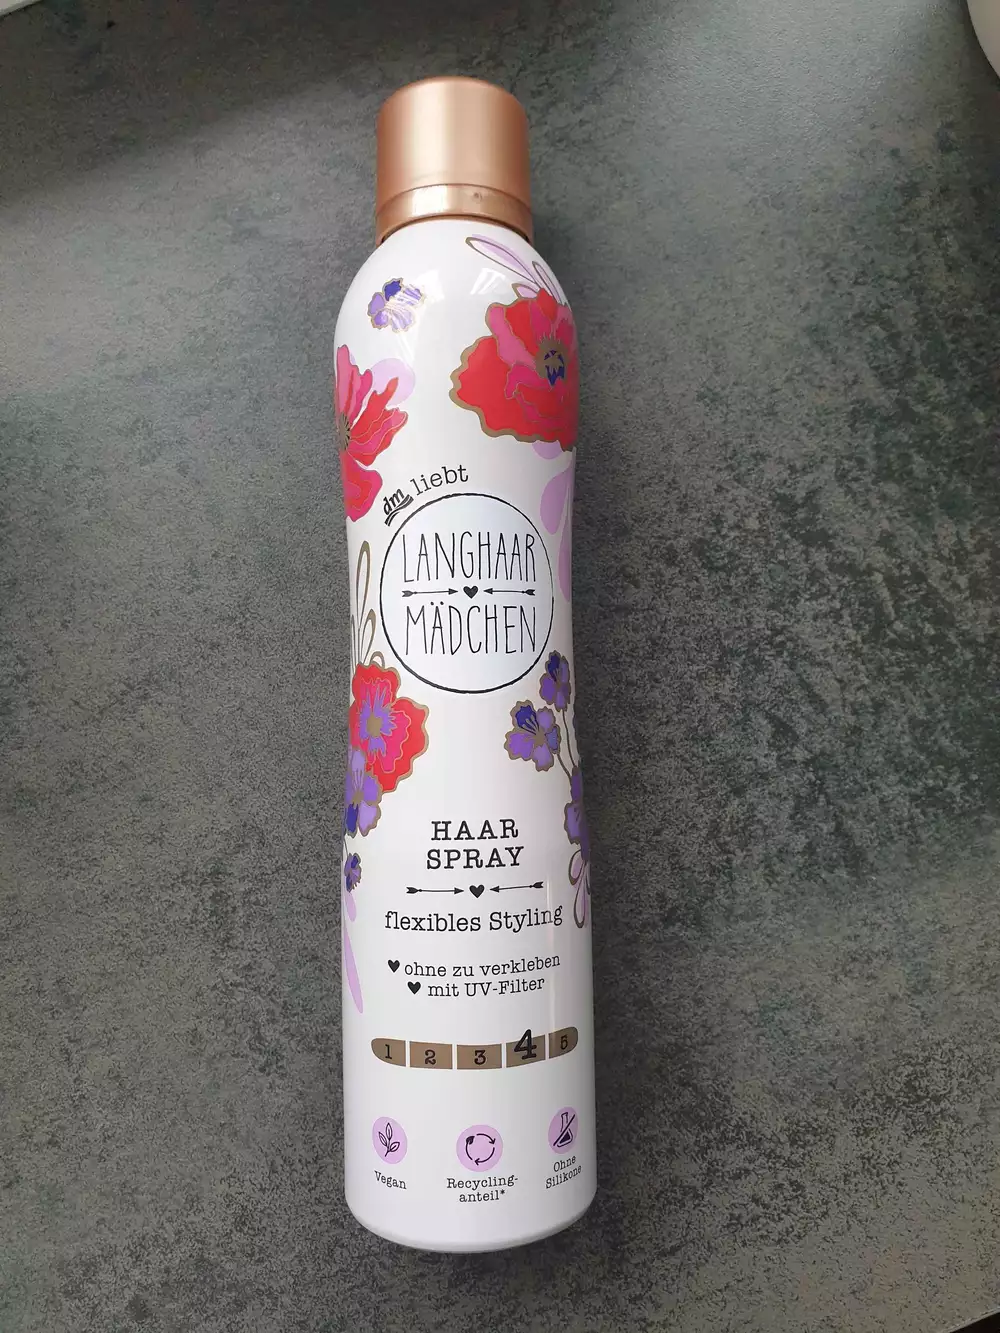 dm liebt
LANGHAAR
MÄDCHEN
HAAR
SPRAY
flexibles Styling
ohne zu verkleben
mit UV-Filter
1 2 3 4 5
Vegan
Recycling-
anteil*
Ohne
Silikone